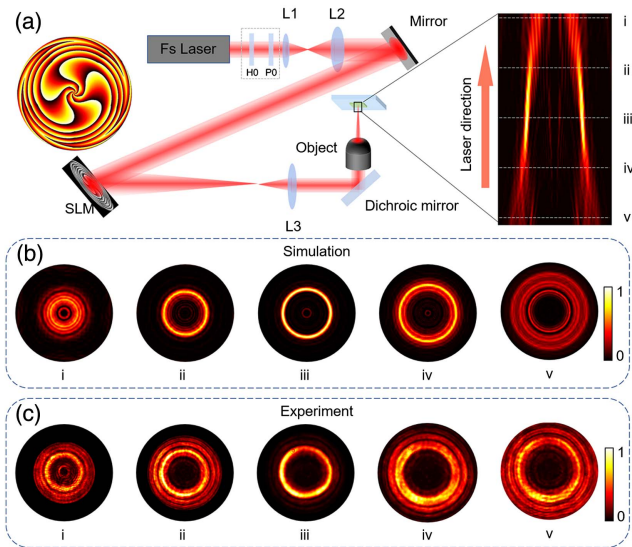 (a)
Fs Laser
H0
P0
L1
L2
Mirror
Object
SLM
L3
Dichroic mirror
Laser direction
i
ii
iii
iv
v
(b)
Simulation
i
ii
iii
iv
v
1
0
(c)
Experiment
i
ii
iii
iv
v
1
0